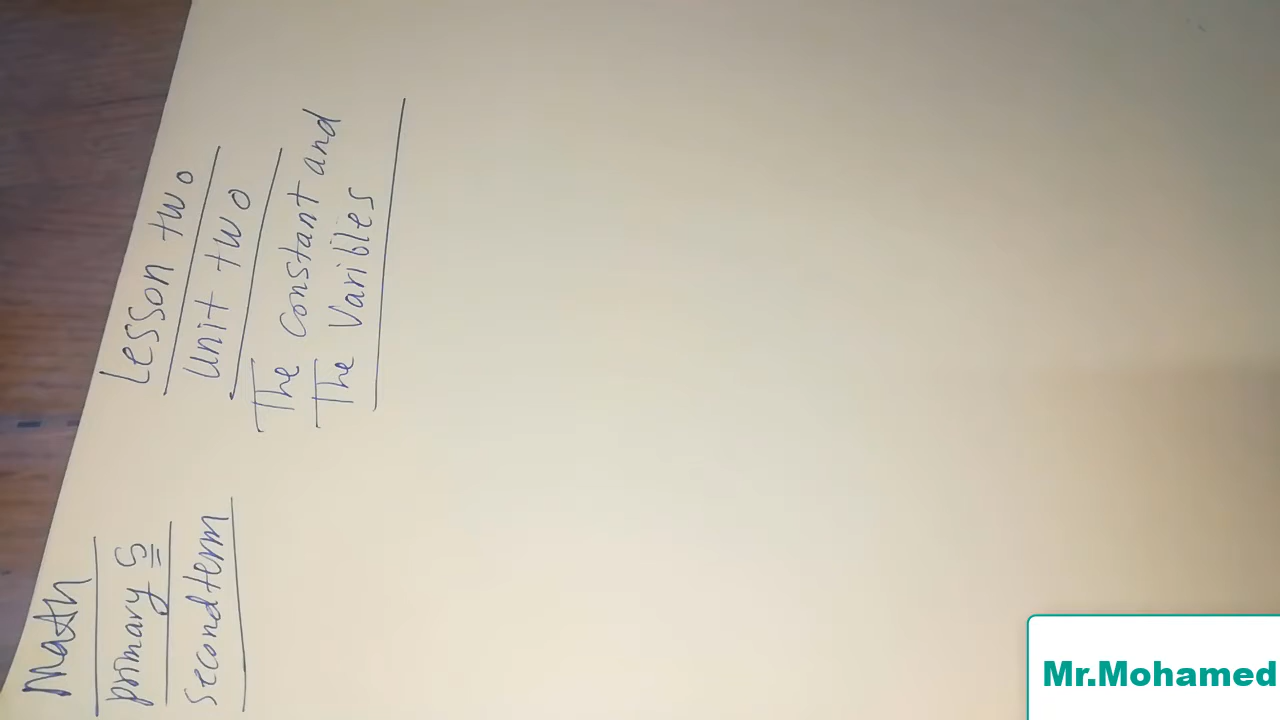 Math
primary 5
second term
Lesson two
unit two
The constant and
The Varibles
Mr.Mohamed